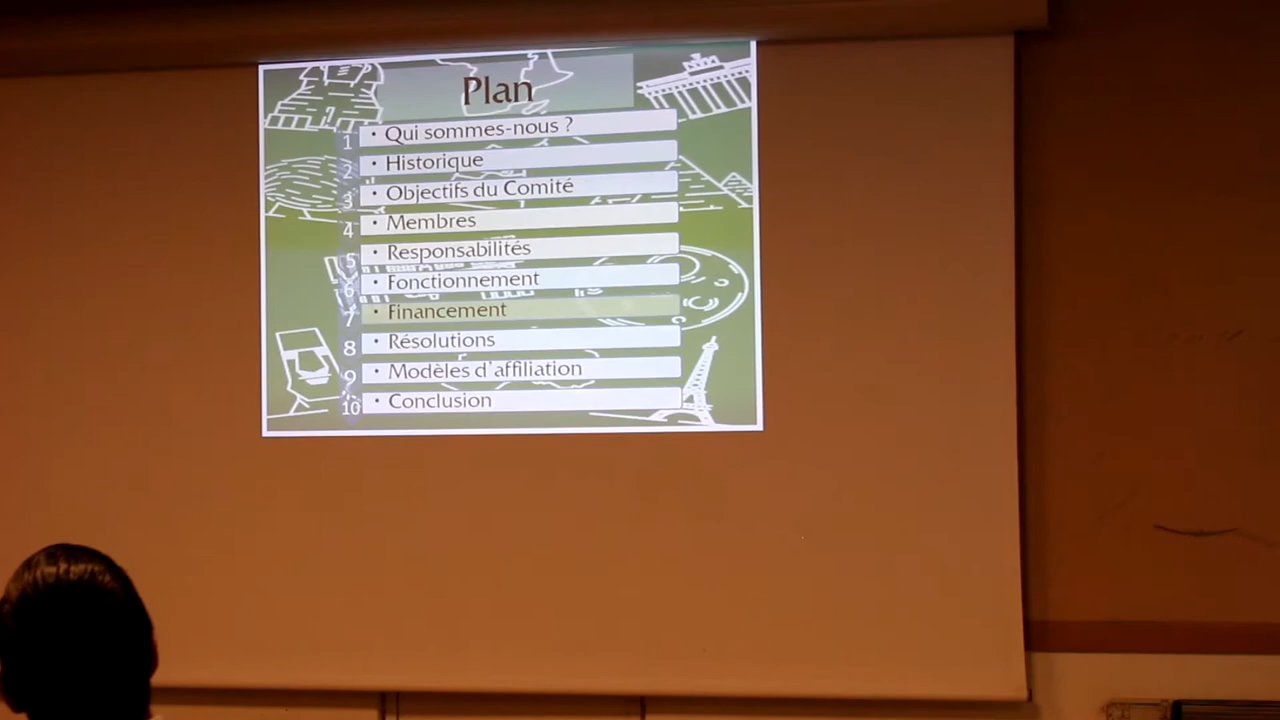 Plan
1 • Qui sommes-nous ?
2 • Historique
3 • Objectifs du Comité
4 • Membres
5 • Responsabilités
6 • Fonctionnement
7 • Financement
8 • Résolutions
9 • Modèles d'affiliation
10 • Conclusion